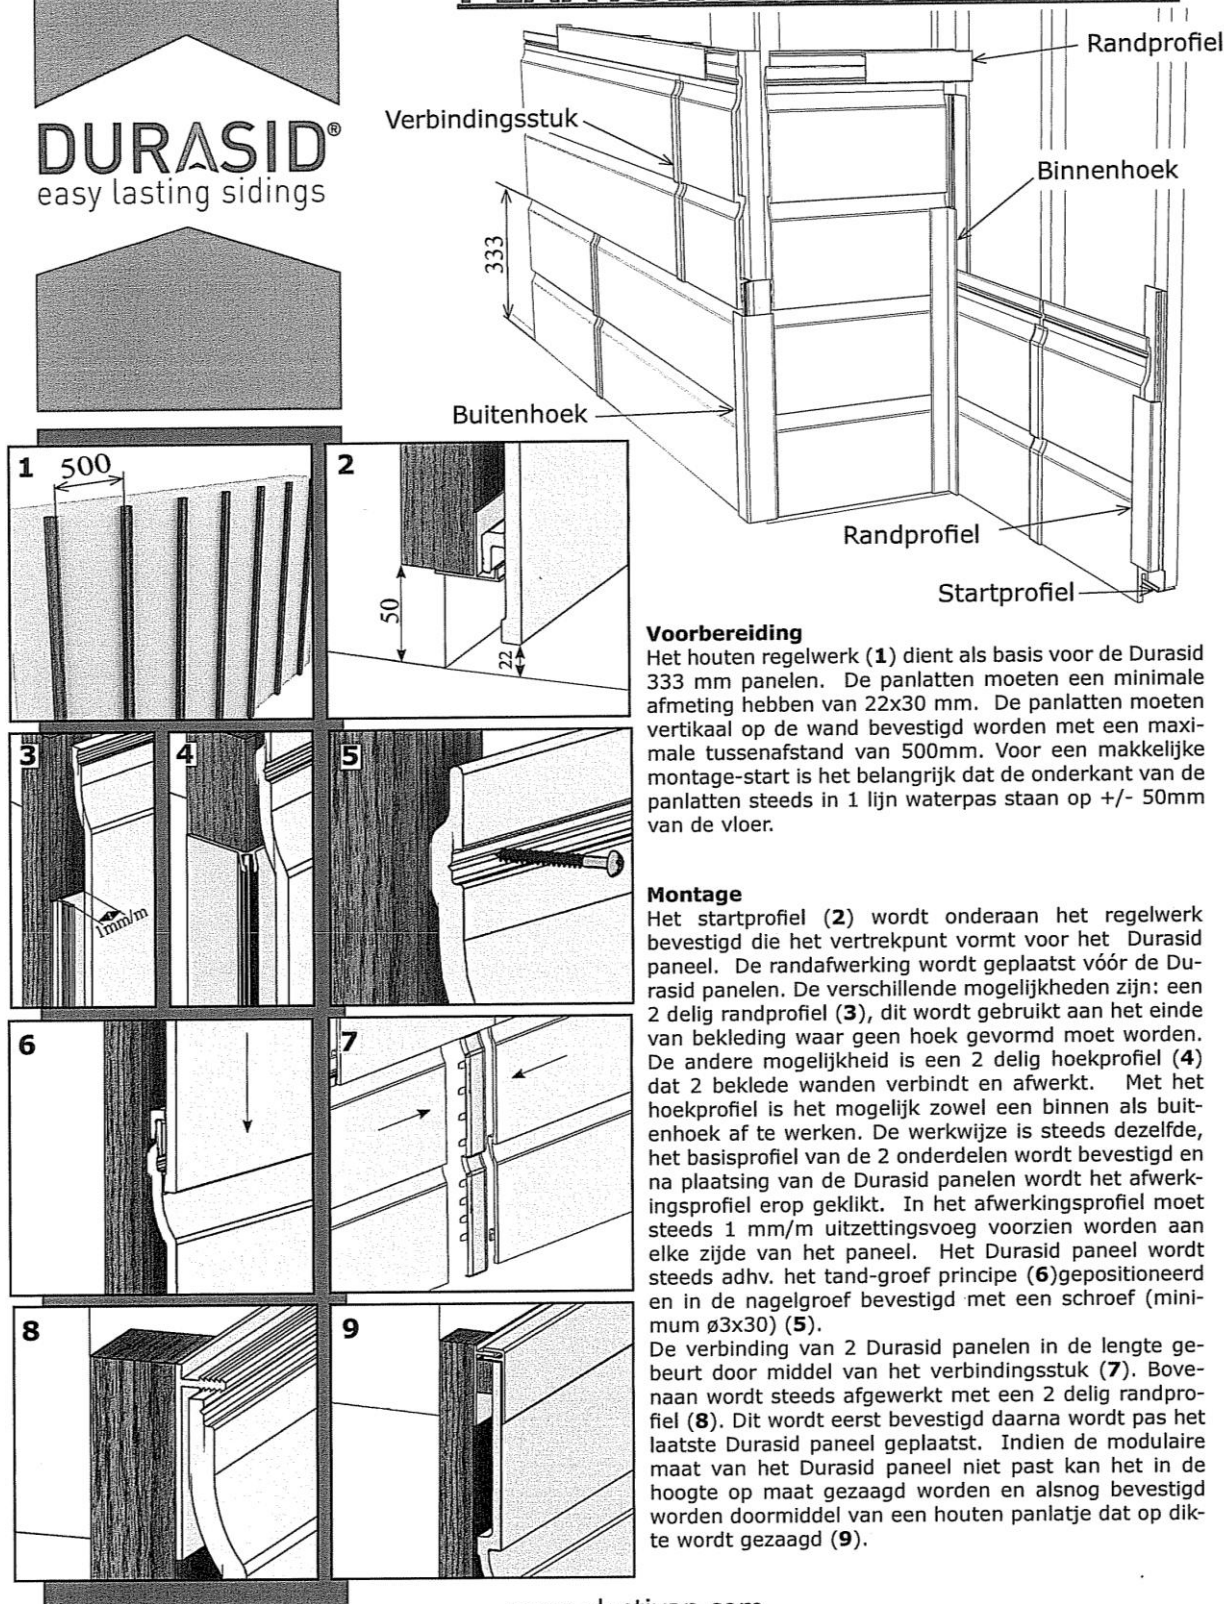 DURASID®
easy lasting sidings
Randprofiel
Verbindingsstuk
Binnenhoek
333
Buitenhoek
Randprofiel
Startprofiel
1
500
2
50
22
3
1mm/m
4
5
6
7
8
9
Voorbereiding
Het houten regelwerk (1) dient als basis voor de Durasid
333 mm panelen. De panlatten moeten een minimale
afmeting hebben van 22x30 mm. De panlatten moeten
vertikaal op de wand bevestigd worden met een maxi-
male tussenafstand van 500mm. Voor een makkelijke
montage-start is het belangrijk dat de onderkant van de
panlatten steeds in 1 lijn waterpas staan op +/- 50mm
van de vloer.
Montage
Het startprofiel (2) wordt onderaan het regelwerk
bevestigd die het vertrekpunt vormt voor het Durasid
paneel. De randafwerking wordt geplaatst vóór de Du-
rasid panelen. De verschillende mogelijkheden zijn: een
2 delig randprofiel (3), dit wordt gebruikt aan het einde
van bekleding waar geen hoek gevormd moet worden.
De andere mogelijkheid is een 2 delig hoekprofiel (4)
dat 2 beklede wanden verbindt en afwerkt. Met het
hoekprofiel is het mogelijk zowel een binnen als buit-
enhoek af te werken. De werkwijze is steeds dezelfde,
het basisprofiel van de 2 onderdelen wordt bevestigd en
na plaatsing van de Durasid panelen wordt het afwerk-
ingsprofiel erop geklikt. In het afwerkingsprofiel moet
steeds 1 mm/m uitzettingsvoeg voorzien worden aan
elke zijde van het paneel. Het Durasid paneel wordt
steeds adhv. het tand-groef principe (6)gepositioneerd
en in de nagelgroef bevestigd met een schroef (mini-
mum ø3x30) (5).
De verbinding van 2 Durasid panelen in de lengte ge-
beurt door middel van het verbindingsstuk (7). Bove-
naan wordt steeds afgewerkt met een 2 delig randpro-
fiel (8). Dit wordt eerst bevestigd daarna wordt pas het
laatste Durasid paneel geplaatst. Indien de modulaire
maat van het Durasid paneel niet past kan het in de
hoogte op maat gezaagd worden en alsnog bevestigd
worden doormiddel van een houten panlatje dat op dik-
te wordt gezaagd (9).